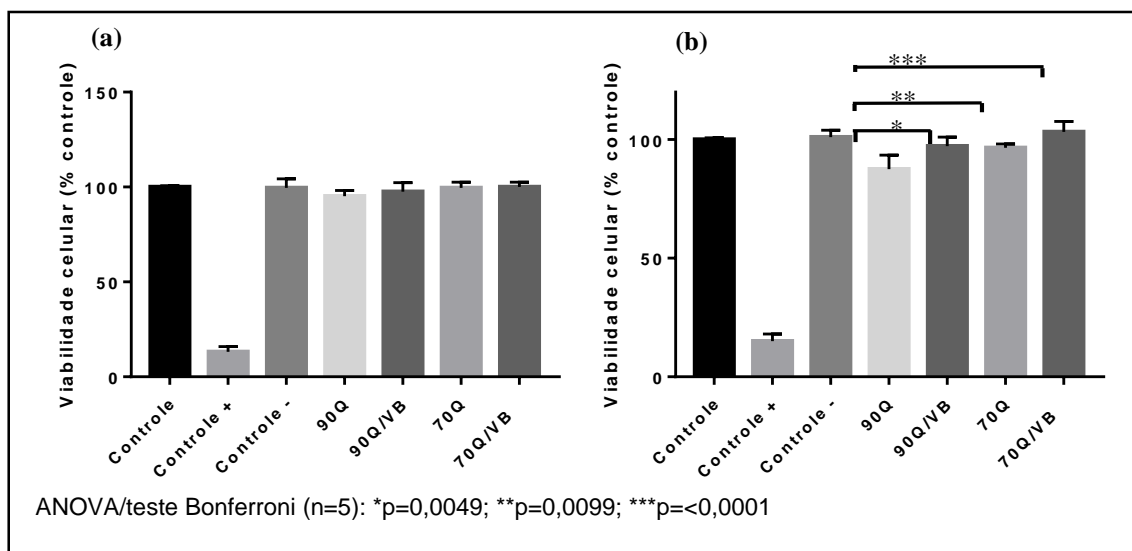 (a)
Viabilidade celular (% controle)
150
100
50
0
Controle
Controle +
Controle -
90Q
90Q/VB
70Q
70Q/VB
(b)
Viabilidade celular (% controle)
100
50
0
***
**
*
Controle
Controle +
Controle -
90Q
90Q/VB
70Q
70Q/VB
ANOVA/teste Bonferroni (n=5): *p=0,0049; **p=0,0099; ***p=<0,0001